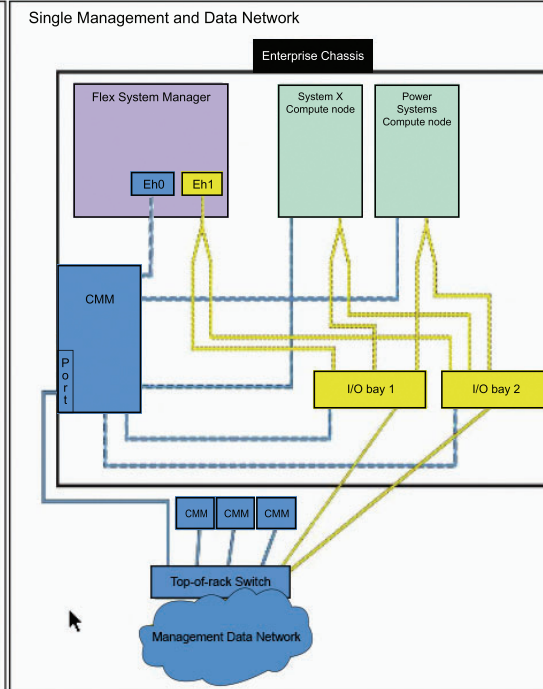 Single Management and Data Network
Enterprise Chassis
Flex System Manager
System X
Compute node
Power
Systems
Compute node
Eh0
Eh1
CMM
Port
I/O bay 1
I/O bay 2
CMM
CMM
CMM
Top-of-rack Switch
Management Data Network